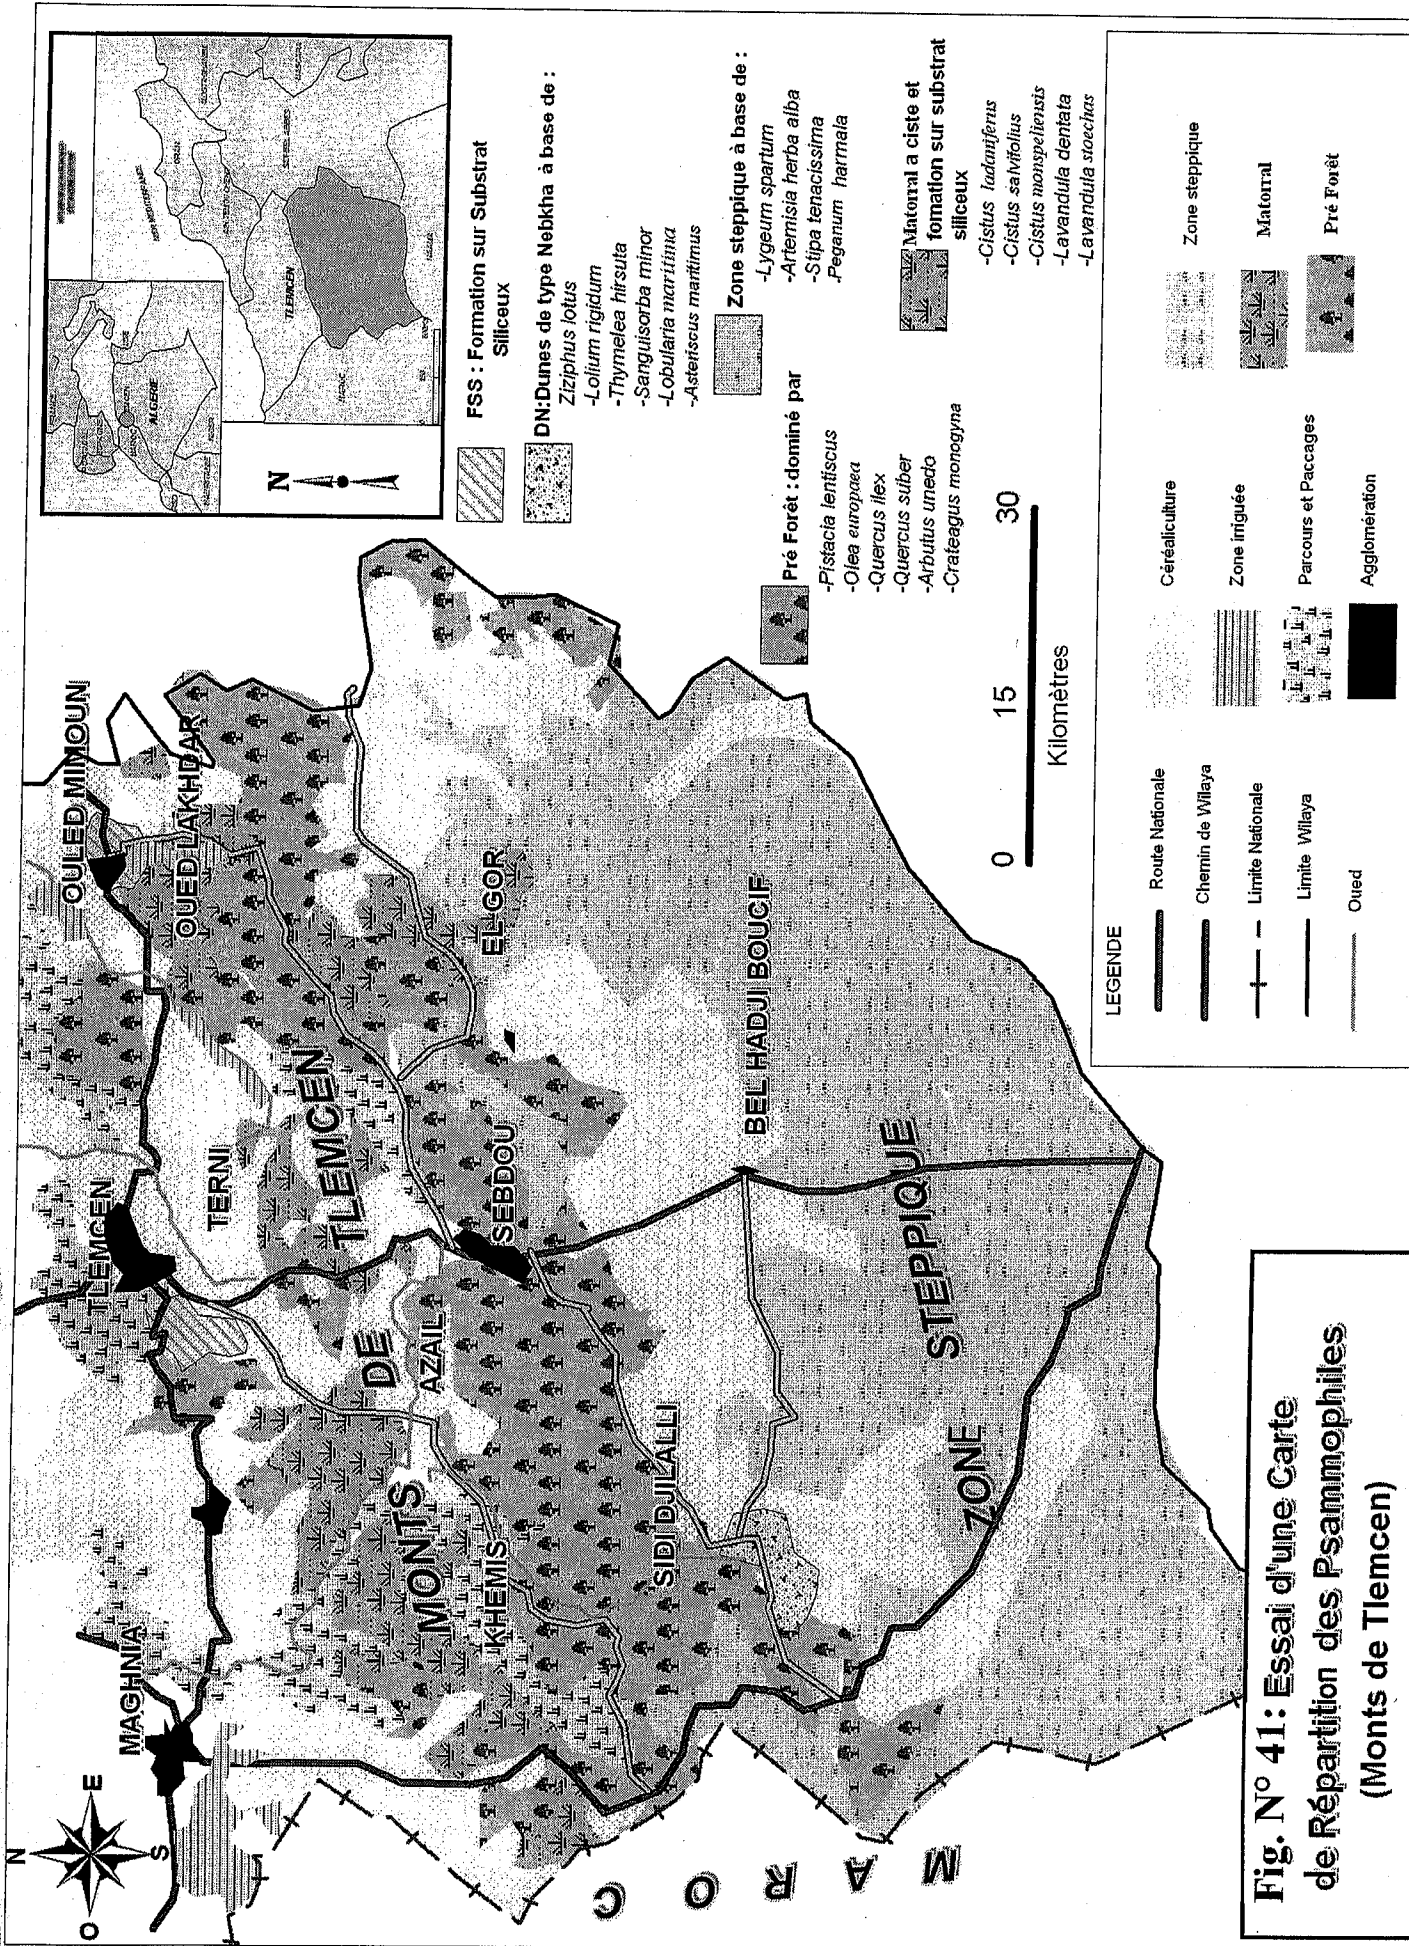 N
O
E
S
MAGHNIA
TLEMCEN
OULED MIMOUN
OUED LAKHDAR
TERNI
MONTS
DE
TLEMCEN
AZAIL
KHEMIS
SEBDOU
EL GOR
SIDI DJILALLI
BEL HADJI BOUCIF
ZONE
STEPPIQUE
MAROC
TLEMCEN
ALGERIE
N
FSS : Formation sur Substrat
Siliceux
DN:Dunes de type Nebkha à base de :
Ziziphus lotus
-Lolium rigidum
-Thymelea hirsuta
-Sanguisorba minor
-Lobularia maritima
-Asteriscus maritimus
Zone steppique à base de :
-Lygeum spartum
-Artemisia herba alba
-Stipa tenacissima
-Peganum harmala
Pré Forêt : dominé par
-Pistacia lentiscus
-Olea europaea
-Quercus ilex
-Quercus suber
-Arbutus unedo
-Crateagus monogyna
Matorral a ciste et
fomation sur substrat
siliceux
-Cistus ladaniferus
-Cistus salvifolius
-Cistus monspeliensis
-Lavandula dentata
-Lavandula stoechas
0 15 30
Kilomètres
LEGENDE
Route Nationale
Chemin de Wilaya
Limite Nationale
Limite Wilaya
Oued
Céréaliculture
Zone irriguée
Parcours et Paccages
Agglomération
Zone steppique
Matorral
Pré Forêt
Fig. N° 41: Essai d'une Carte
de Répartition des Psammophiles
(Monts de Tlemcen)